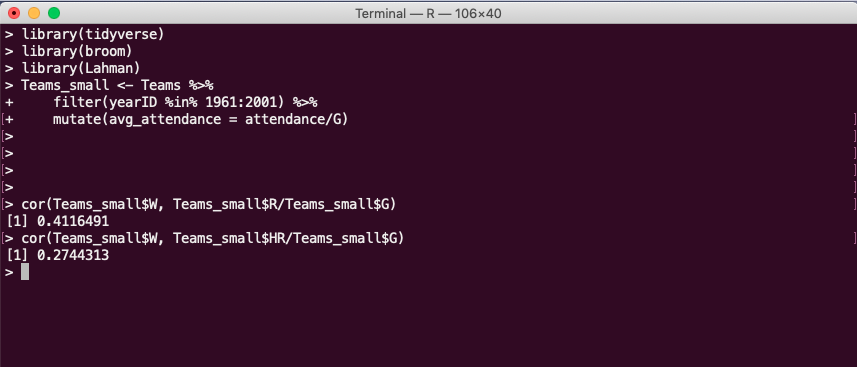 Terminal — R — 106×40
> library(tidyverse)
> library(broom)
> library(Lahman)
> Teams_small <- Teams %>%
+     filter(yearID %in% 1961:2001) %>%
[+     mutate(avg_attendance = attendance/G)     ]
[>     ]
[>     ]
[>     ]
[>     ]
[> cor(Teams_small$W, Teams_small$R/Teams_small$G)     ]
[1] 0.4116491
[> cor(Teams_small$W, Teams_small$HR/Teams_small$G)     ]
[1] 0.2744313
>